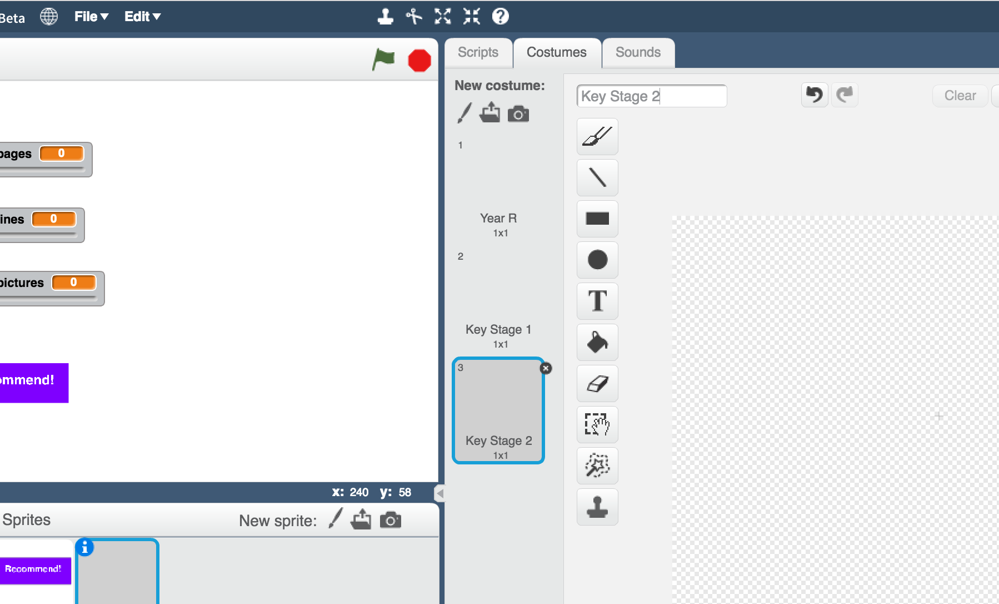 Beta File Edit
Scripts Costumes Sounds
New costume:
Key Stage 2
Clear
1
pages 0
Year R
1x1
ines 0
2
pictures 0
Key Stage 1
1x1
3
ommend!
Key Stage 2
1x1
x: 240 y: 58
Sprites New sprite:
Recommend!
T